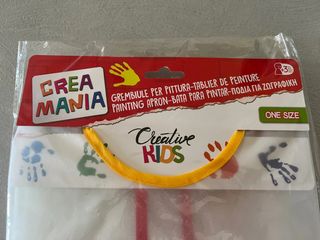 CREA
MANIA
GREMBIULE PER PITTURA-TABLIER DE PEINTURE
PAINTING APRON-BATA PARA PINTAR-ΠΟΔΙΑ ΓΙΑ ΖΩΓΡΑΦΙΚΗ
ONE SIZE
Creative
KIDS